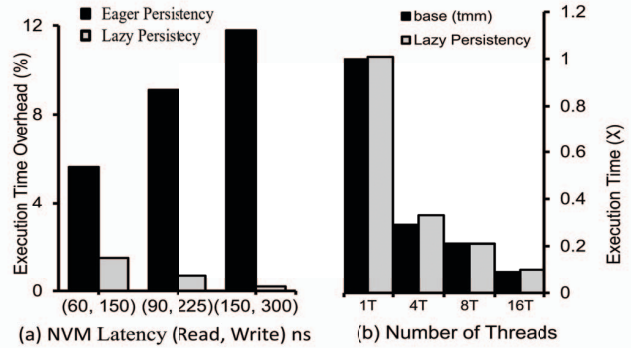 Eager Persistency
Lazy Persistecy
Execution Time Overhead (%)
12
8
4
0
(60, 150) (90, 225)(150, 300)
(a) NVM Latency (Read, Write) ns
base (tmm)
Lazy Persistency
1.2
1
0.8
0.6
0.4
0.2
0
Execution Time (X)
1T 4T 8T 16T
(b) Number of Threads